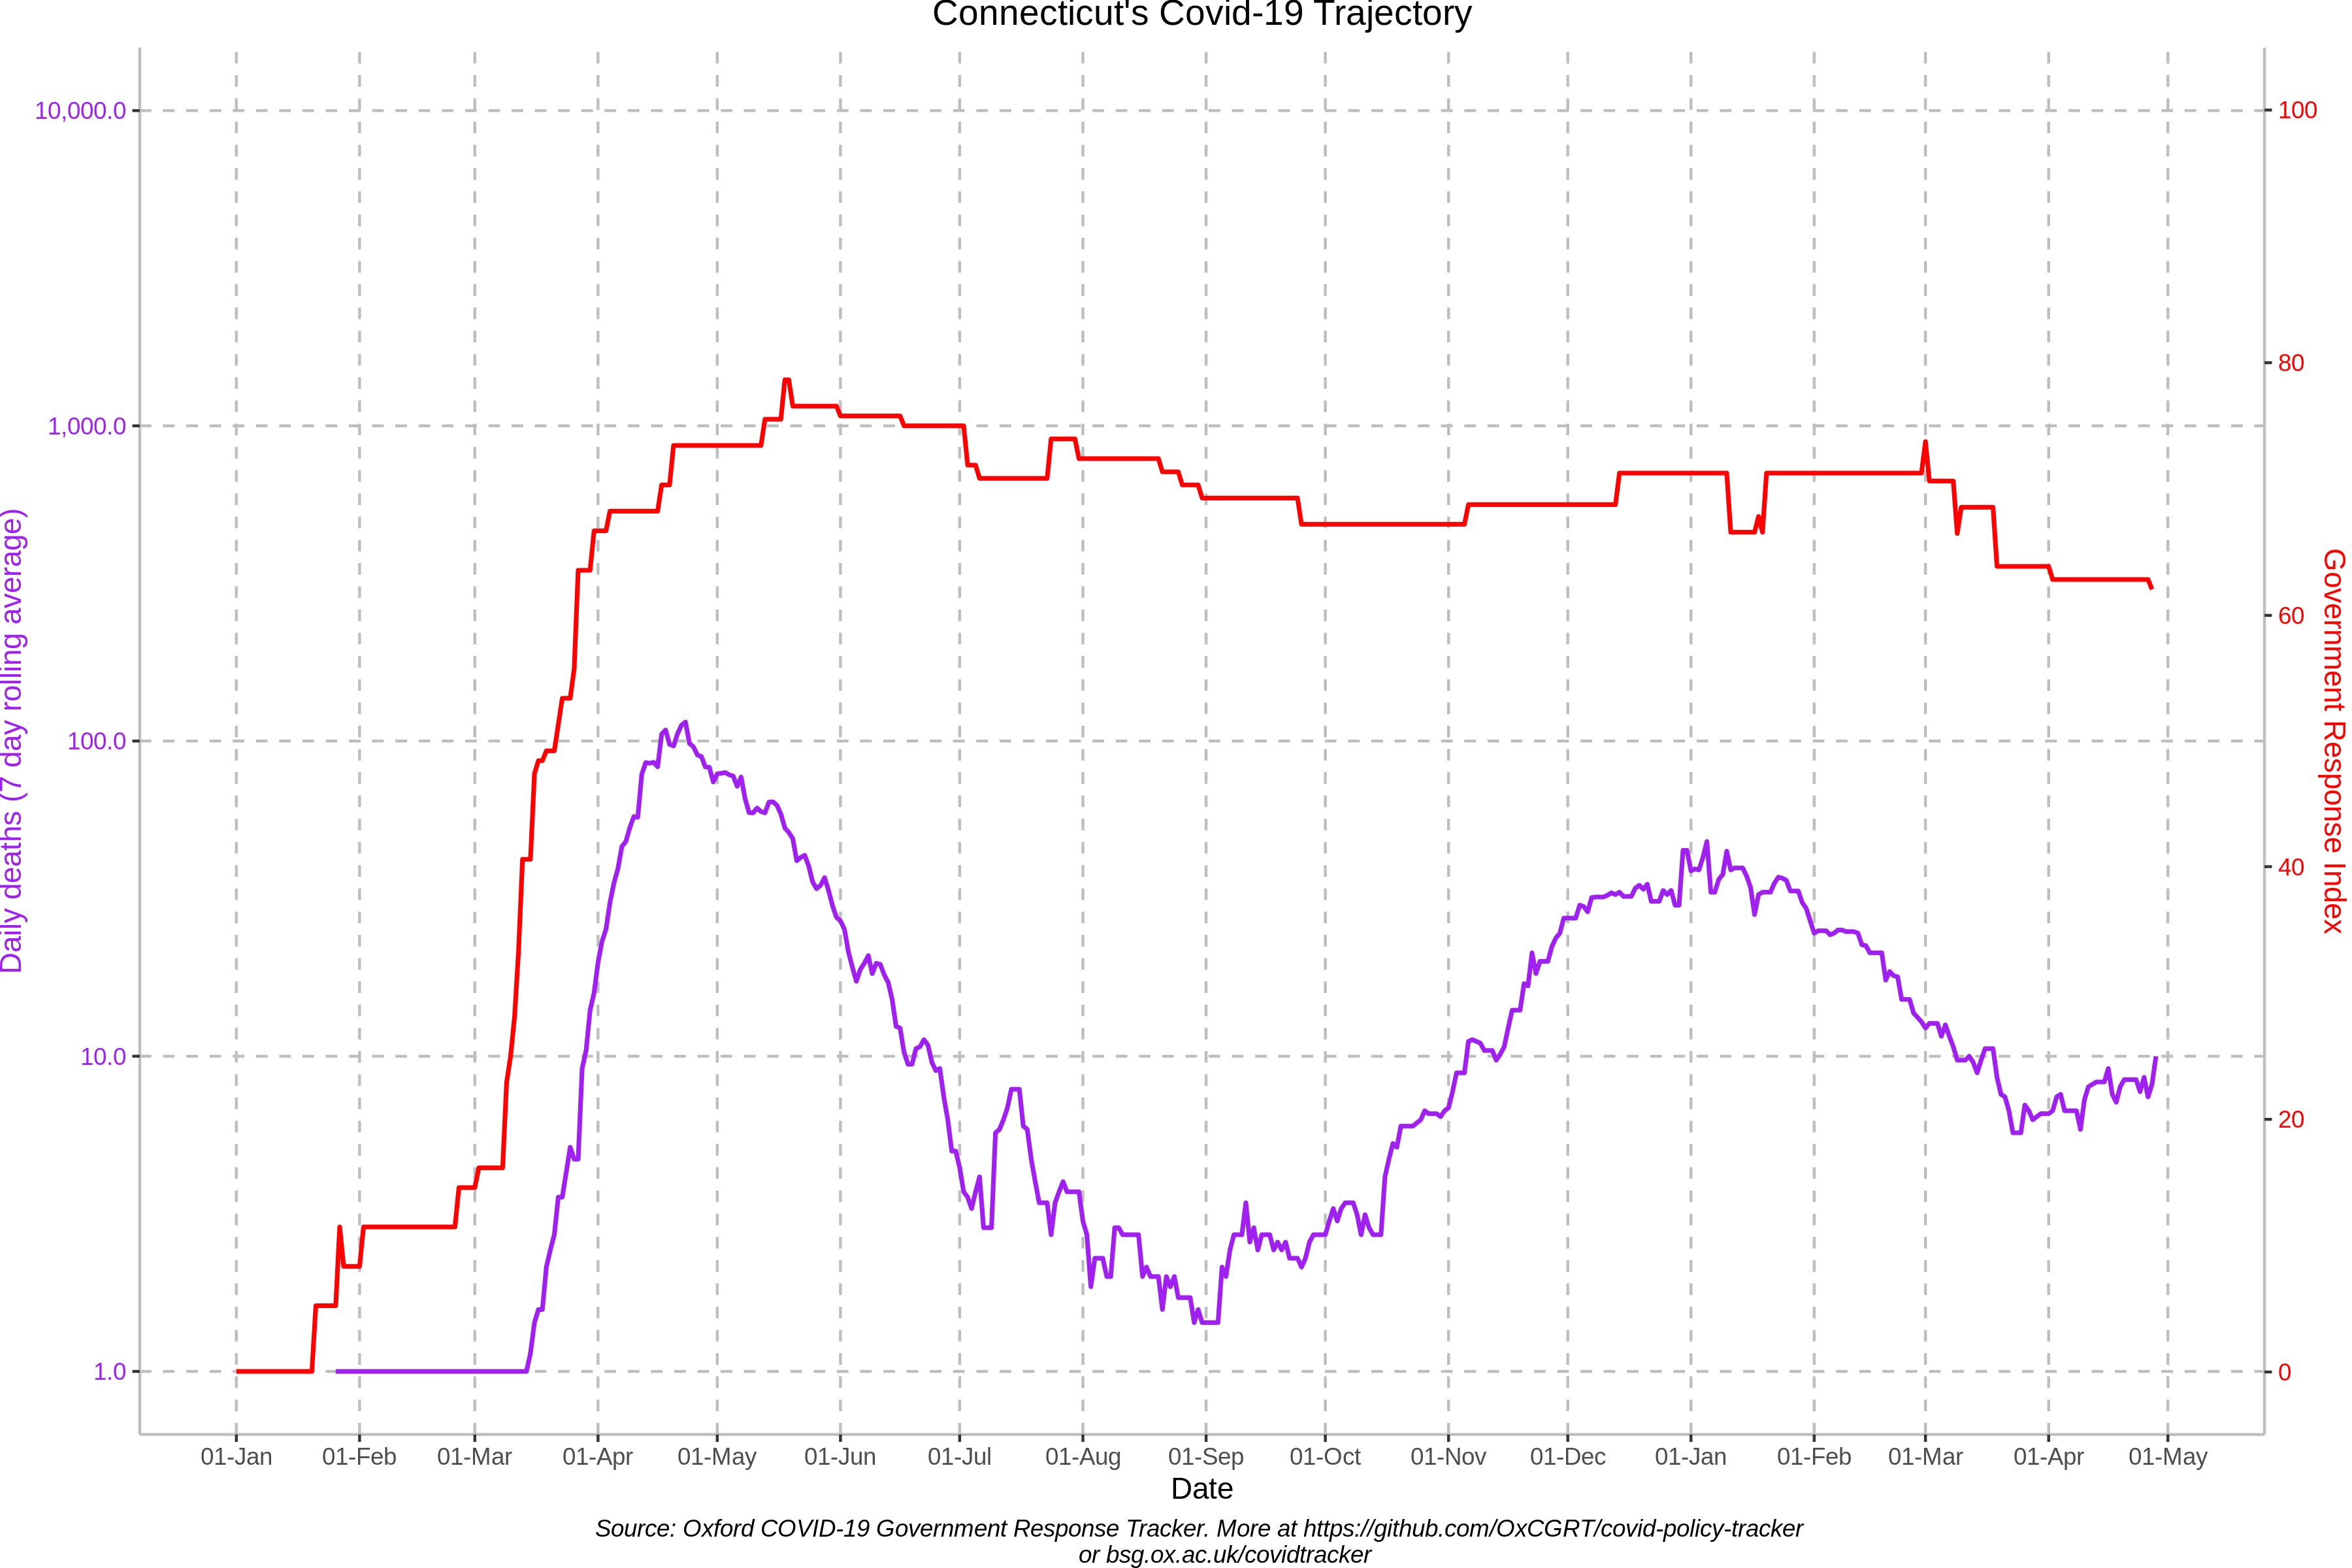 Connecticut's Covid-19 Trajectory
10,000.0
1,000.0
100.0
10.0
1.0
Daily deaths (7 day rolling average)
100
80
60
40
20
0
Government Response Index
01-Jan 01-Feb 01-Mar 01-Apr 01-May 01-Jun 01-Jul 01-Aug 01-Sep 01-Oct 01-Nov 01-Dec 01-Jan 01-Feb 01-Mar 01-Apr 01-May
Date
Source: Oxford COVID-19 Government Response Tracker. More at https://github.com/OxCGRT/covid-policy-tracker
or bsg.ox.ac.uk/covidtracker